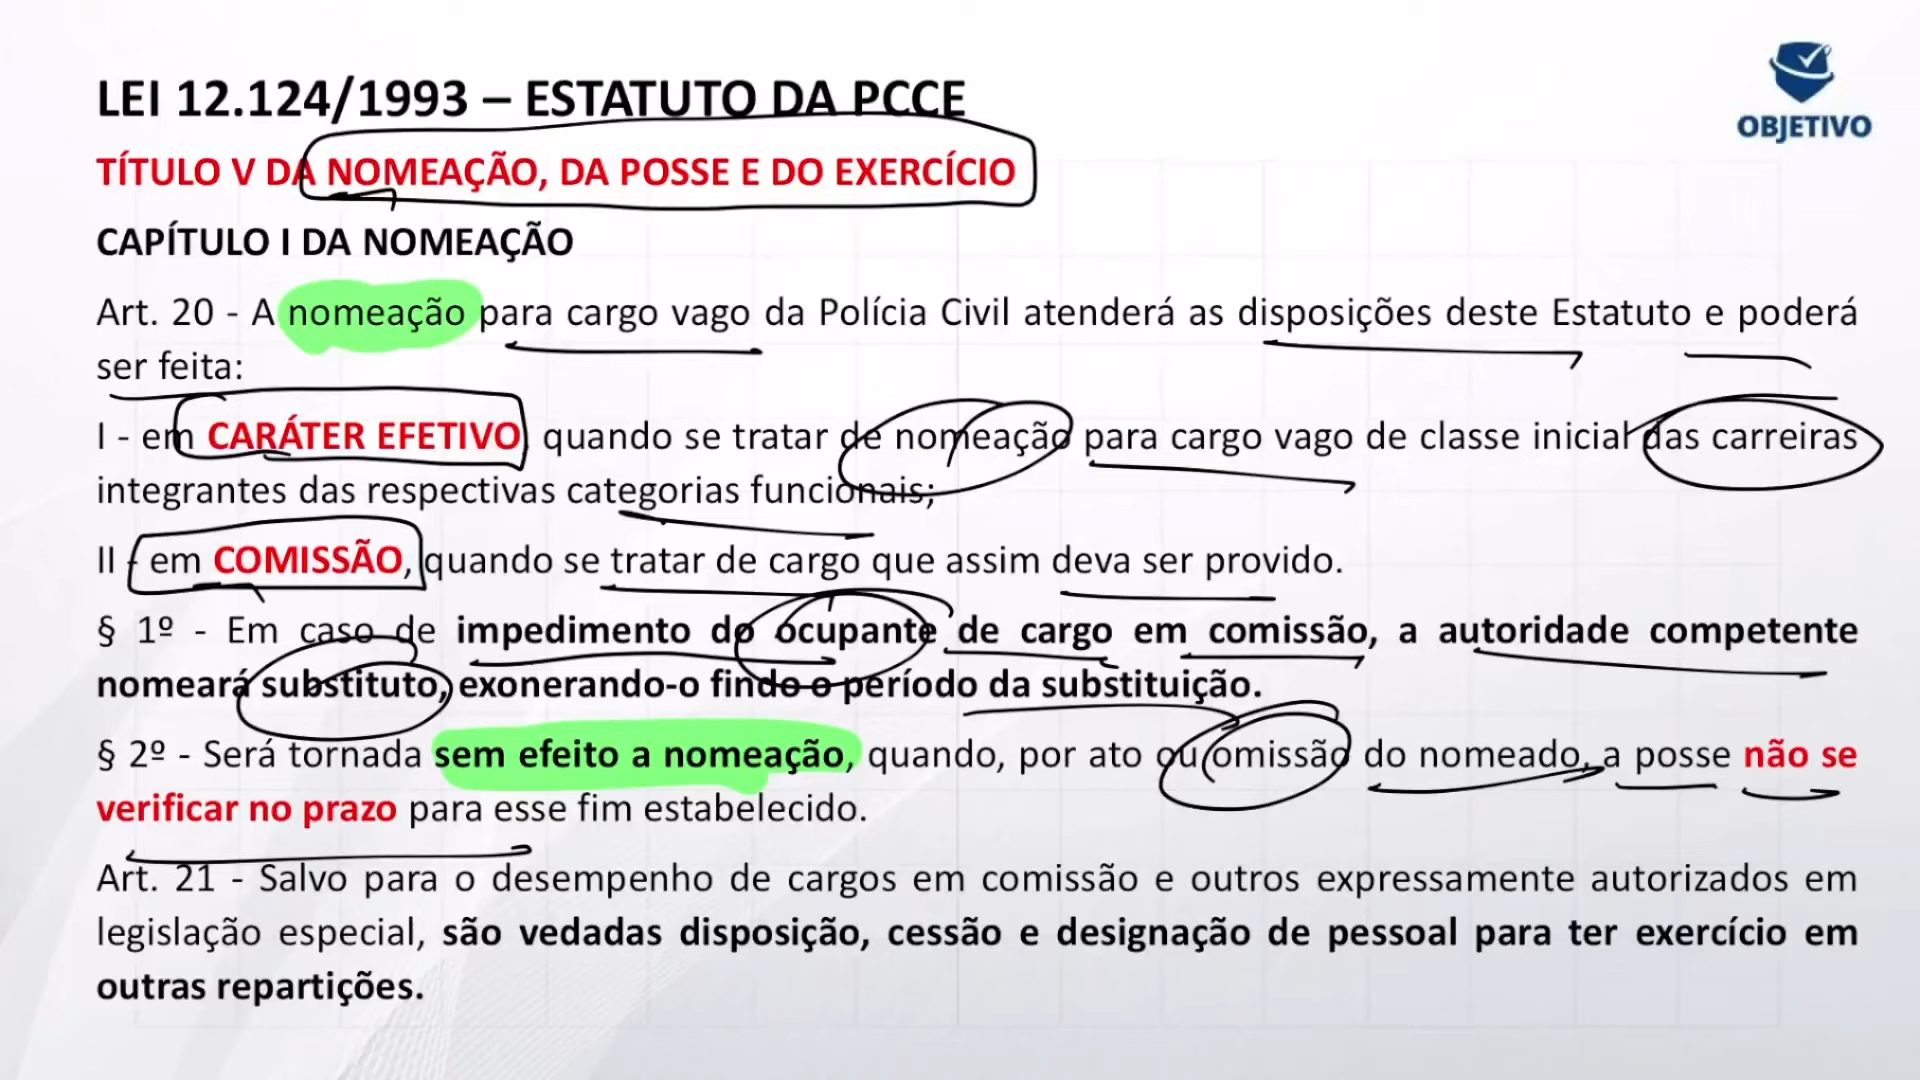 LEI 12.124/1993 – ESTATUTO DA PCCE
OBJETIVO
TÍTULO V DA NOMEAÇÃO, DA POSSE E DO EXERCÍCIO
CAPÍTULO I DA NOMEAÇÃO
Art. 20 - A nomeação para cargo vago da Polícia Civil atenderá as disposições deste Estatuto e poderá
ser feita:
I - em CARÁTER EFETIVO, quando se tratar de nomeação para cargo vago de classe inicial das carreiras
integrantes das respectivas categorias funcionais;
II - em COMISSÃO, quando se tratar de cargo que assim deva ser provido.
§ 1º - Em caso de impedimento do ocupante de cargo em comissão, a autoridade competente
nomeará substituto, exonerando-o findo o período da substituição.
§ 2º - Será tornada sem efeito a nomeação, quando, por ato ou omissão do nomeado, a posse não se
verificar no prazo para esse fim estabelecido.
Art. 21 - Salvo para o desempenho de cargos em comissão e outros expressamente autorizados em
legislação especial, são vedadas disposição, cessão e designação de pessoal para ter exercício em
outras repartições.